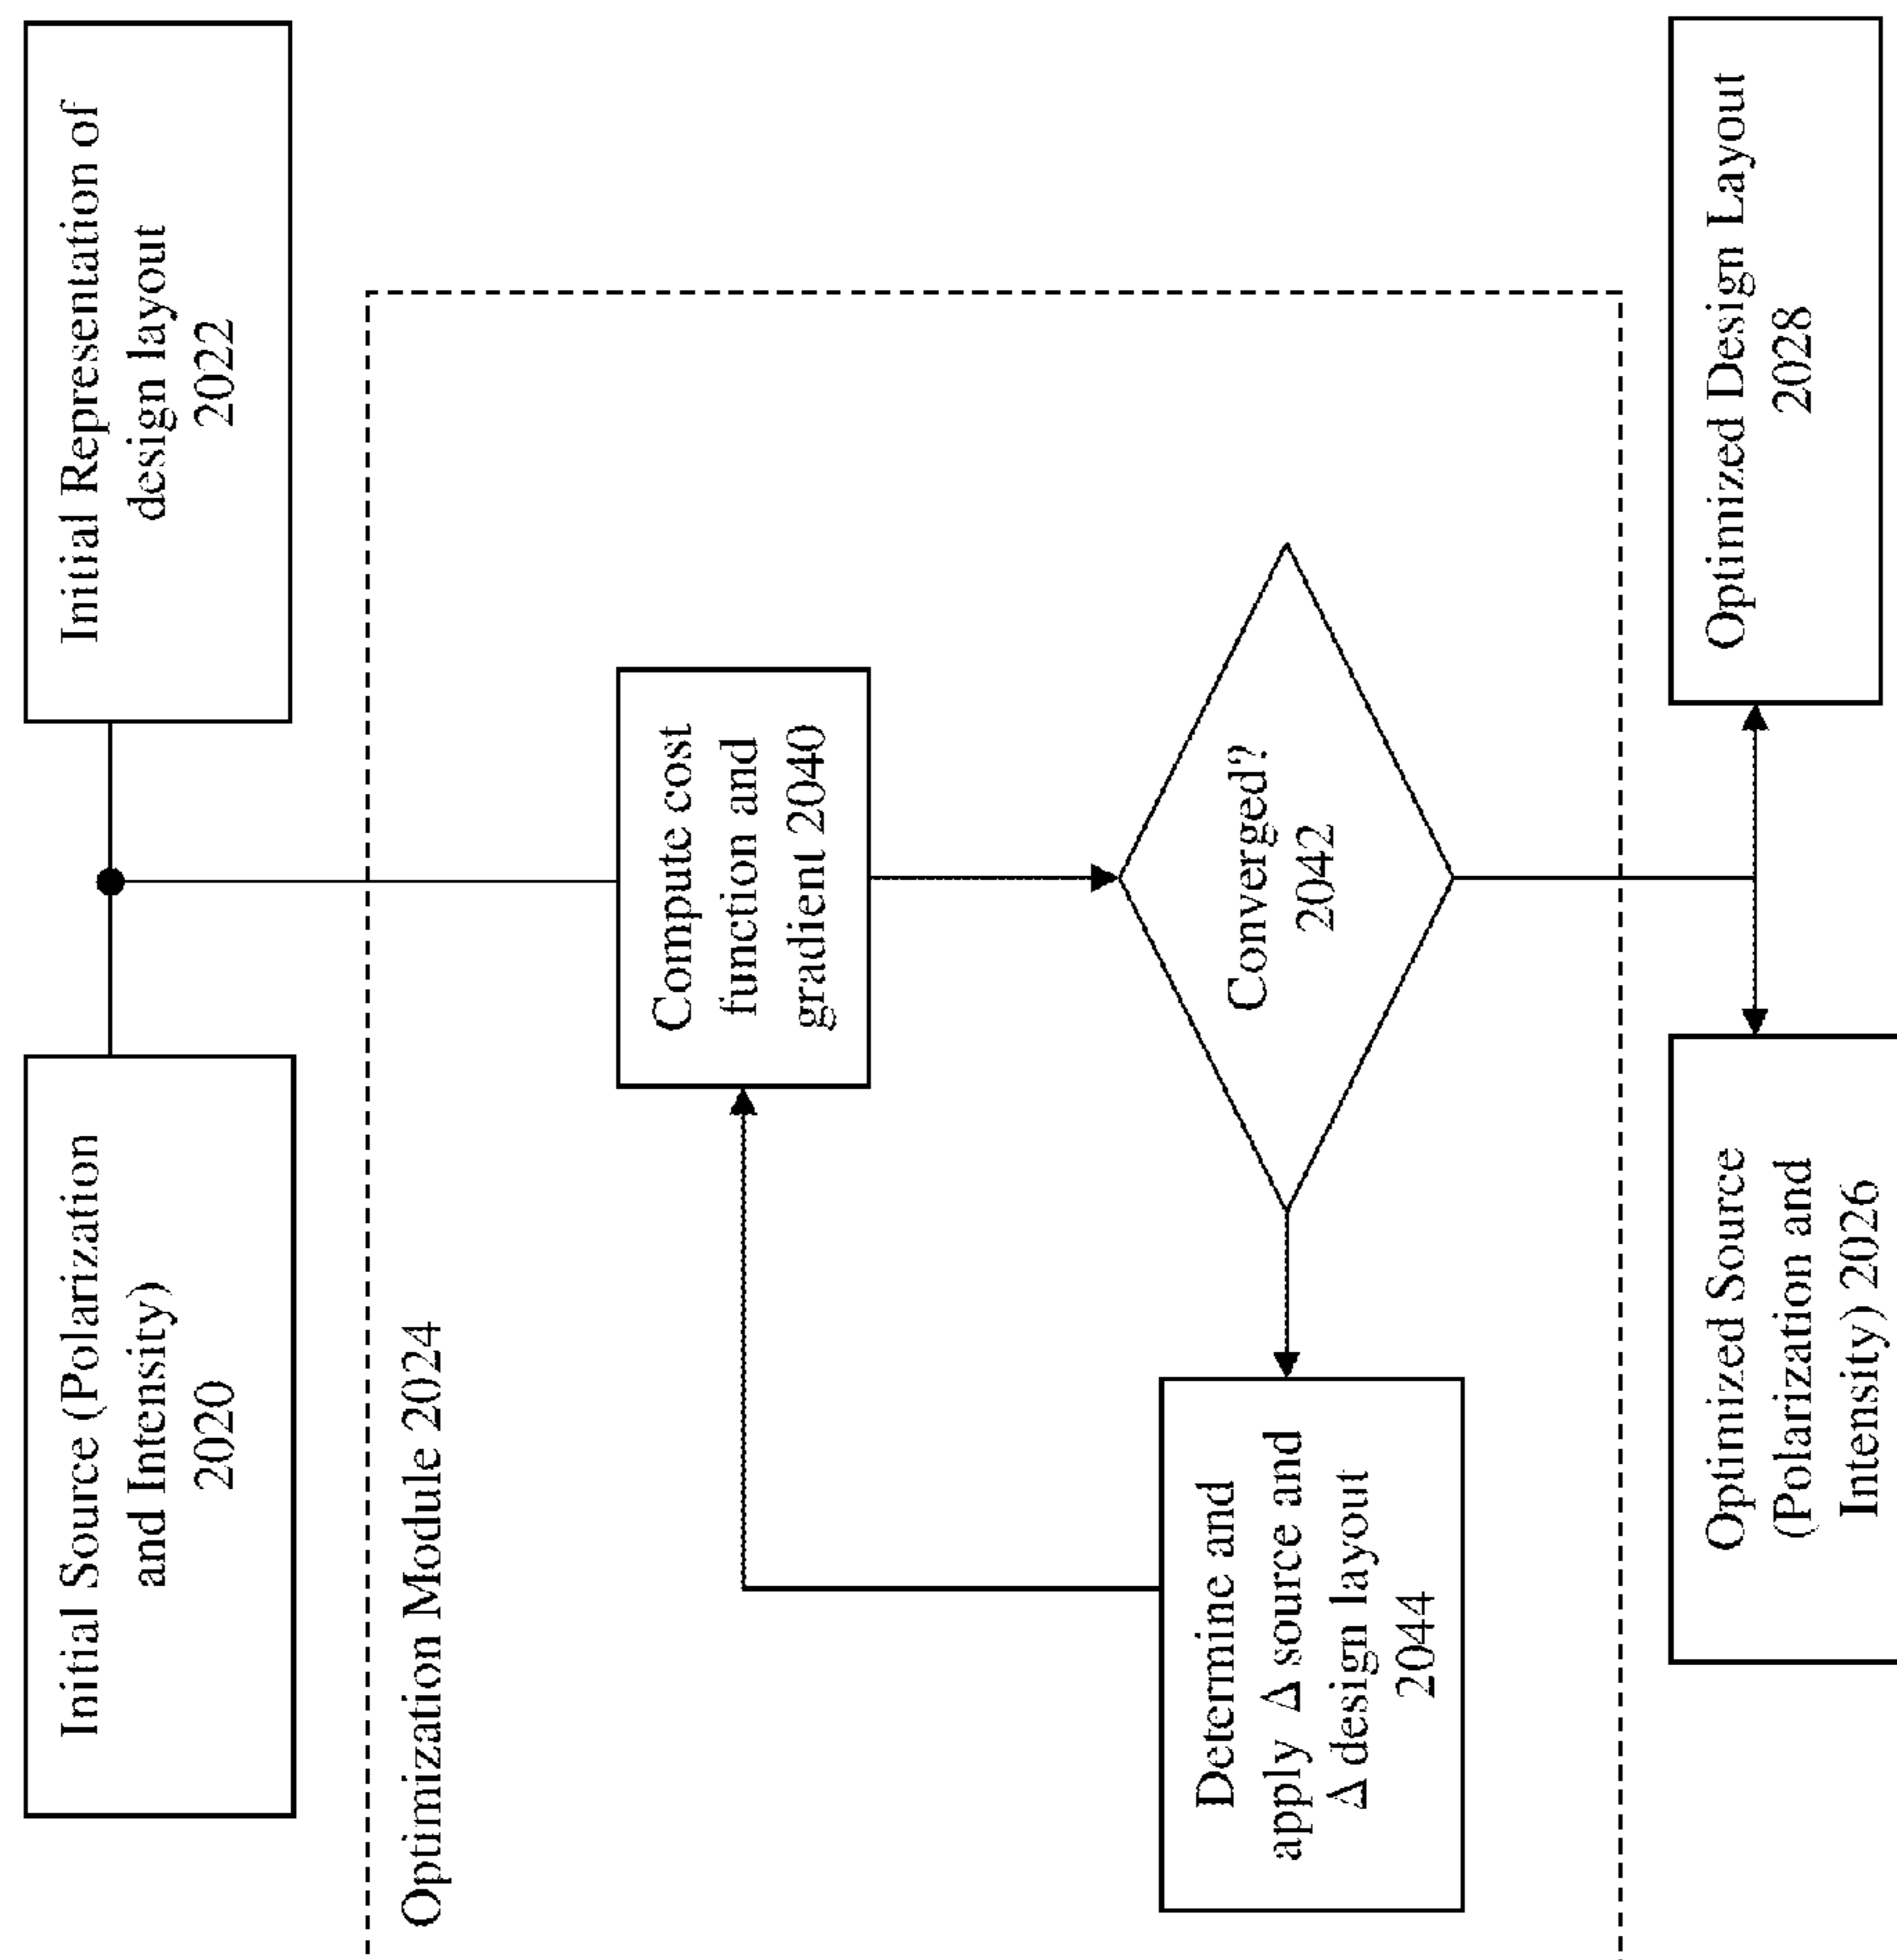 Initial Source (Polarization
and Intensity)
2020
Initial Representation of
design layout
2022
Optimization Module 2024
Compute cost
function and
gradient 2040
Converged?
2042
Determine and
apply Δ source and
Δ design layout
2044
Optimized Source
(Polarization and
Intensity) 2026
Optimized Design Layout
2028